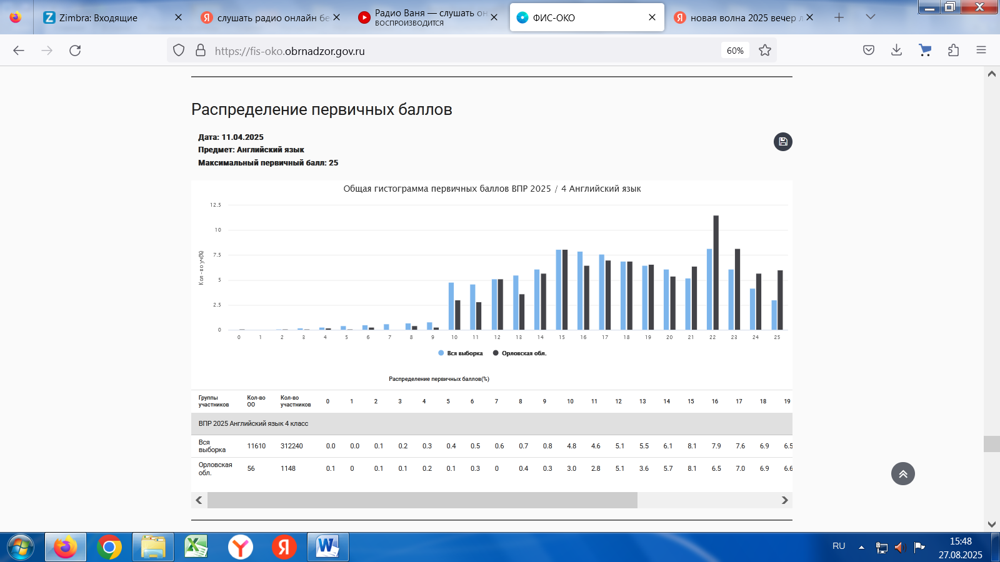 Zimbra: Входящие
слушать радио онлайн бе
Радио Ваня — слушать он
ВОСПРОИЗВОДИТСЯ
ФИС-ОКО
новая волна 2025 вечер л
https://fis-oko.obrnadzor.gov.ru
60%
Распределение первичных баллов
Дата: 11.04.2025
Предмет: Английский язык
Максимальный первичный балл: 25
Общая гистограмма первичных баллов ВПР 2025 / 4 Английский язык
Кол-во уч(%)
12.5
10
7.5
5
2.5
0
0 1 2 3 4 5 6 7 8 9 10 11 12 13 14 15 16 17 18 19 20 21 22 23 24 25
Вся выборка Орловская обл.
Распределение первичных баллов(%)
Группы участников Кол-во ОО Кол-во участников 0 1 2 3 4 5 6 7 8 9 10 11 12 13 14 15 16 17 18 19
ВПР 2025 Английский язык 4 класс
Вся выборка 11610 312240 0.0 0.0 0.1 0.2 0.3 0.4 0.5 0.6 0.7 0.8 4.8 4.6 5.1 5.5 6.1 8.1 7.9 7.6 6.9 6.5
Орловская обл. 56 1148 0.1 0 0.1 0.1 0.2 0.1 0.3 0 0.4 0.3 3.0 2.8 5.1 3.6 5.7 8.1 6.5 7.0 6.9 6.6
RU
15:48
27.08.2025